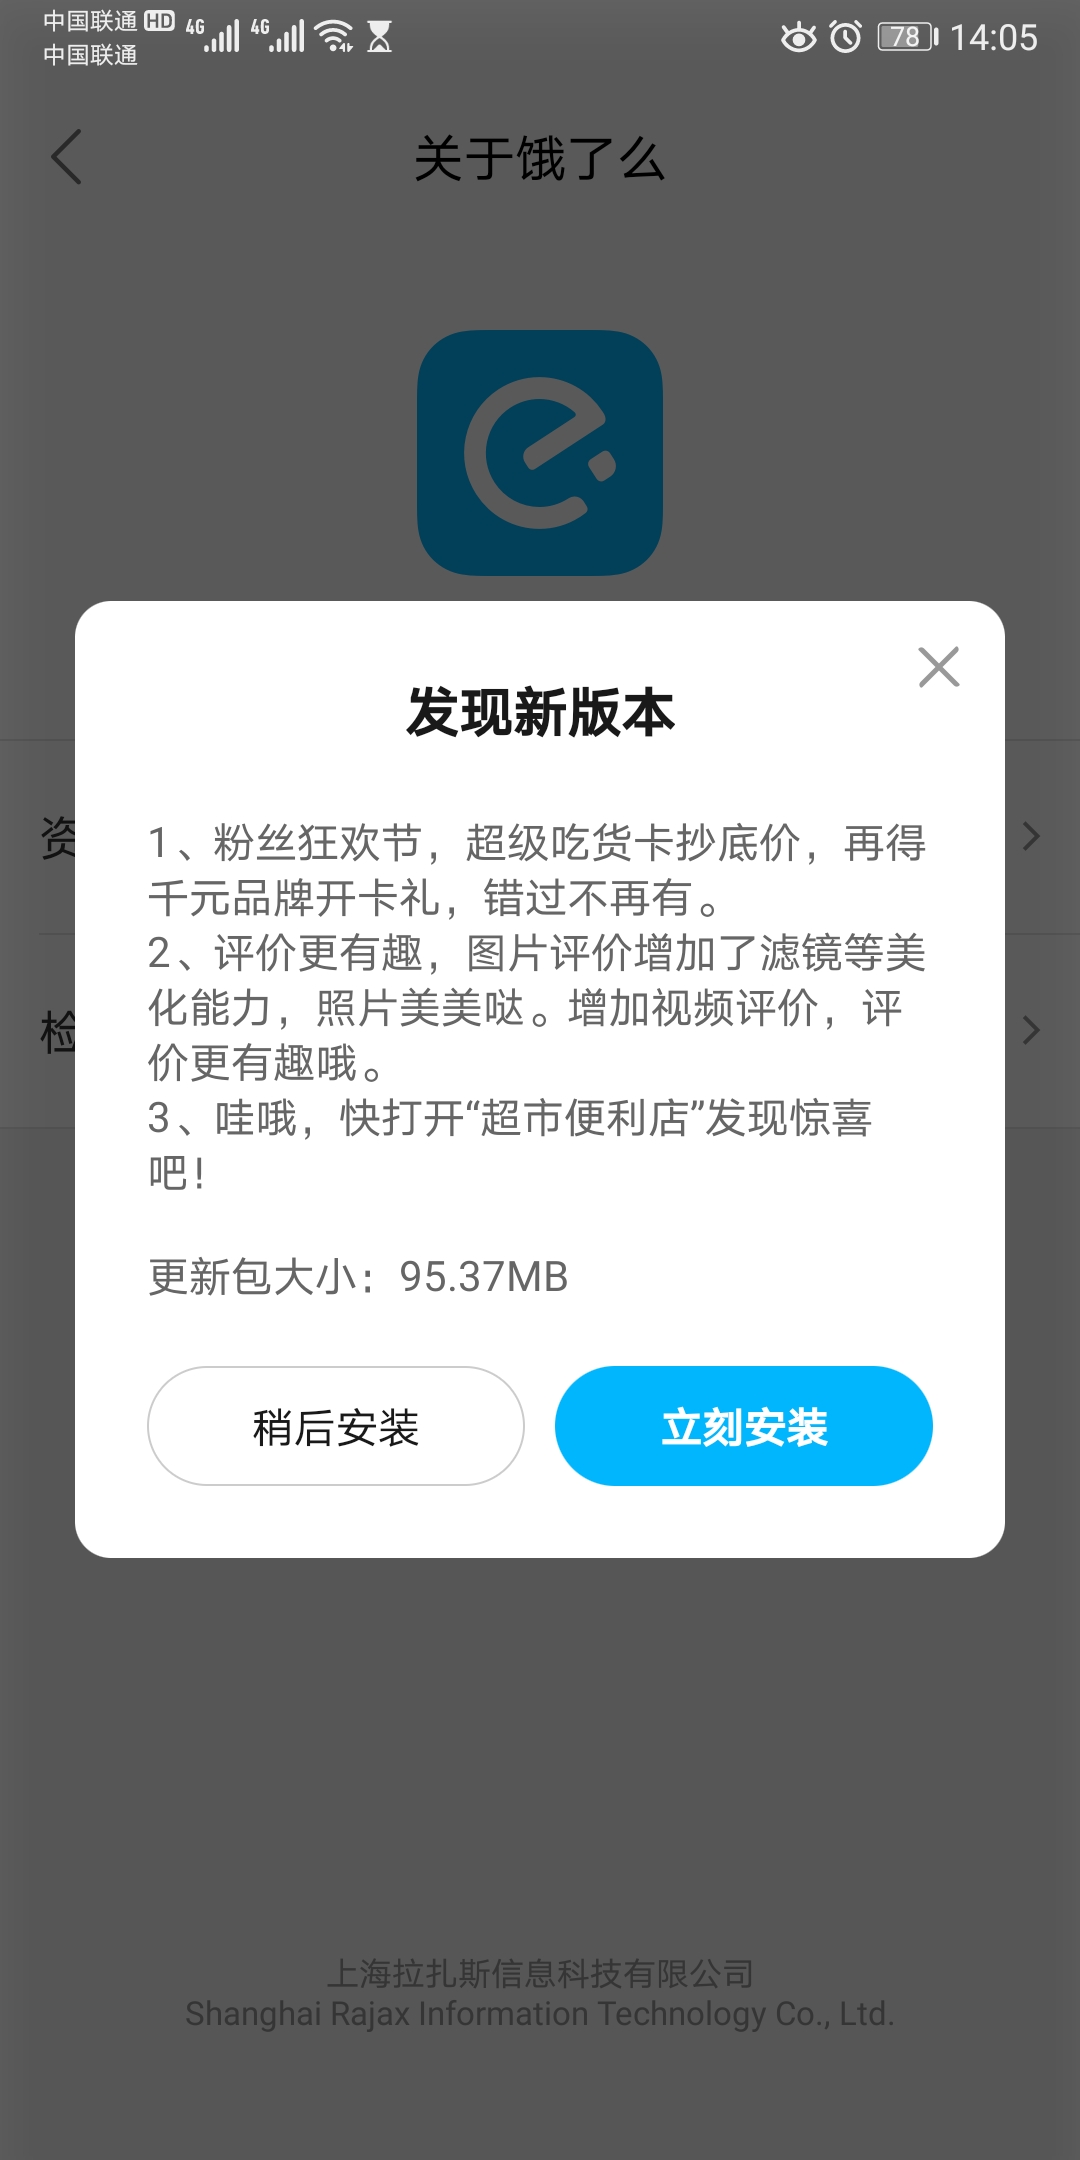 中国联通 HD 4G 4G 78 14:05
中国联通
关于饿了么
发现新版本
1、粉丝狂欢节，超级吃货卡抄底价，再得
千元品牌开卡礼，错过不再有。
2、评价更有趣，图片评价增加了滤镜等美
化能力，照片美美哒。增加视频评价，评
价更有趣哦。
3、哇哦，快打开“超市便利店”发现惊喜
吧！
资
检
更新包大小：95.37MB
稍后安装 立刻安装
上海拉扎斯信息科技有限公司
Shanghai Rajax Information Technology Co., Ltd.